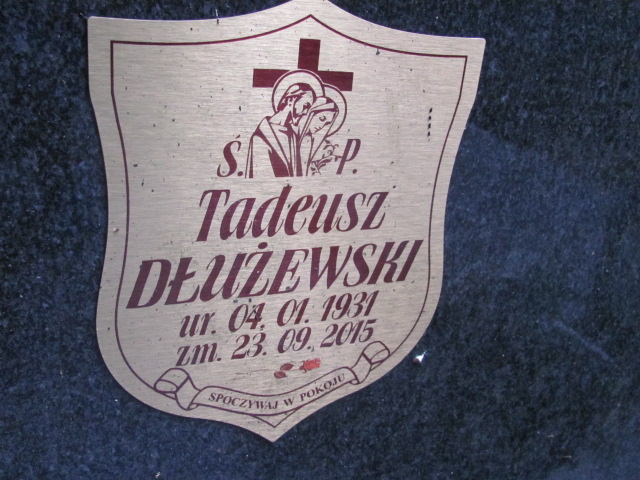 Ś. P.
Tadeusz
DŁUŻEWSKI
ur. 04. 01. 1931
zm. 23. 09. 2015
SPOCZYWAJ W POKOJU